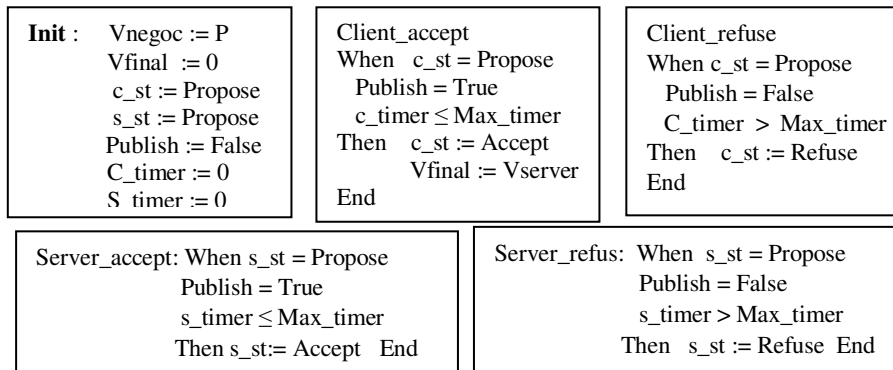 Init : Vnegoc := P
Vfinal := 0
c_st := Propose
s_st := Propose
Publish := False
C_timer := 0
S_timer := 0
Client_accept
When c_st = Propose
Publish = True
c_timer ≤ Max_timer
Then c_st := Accept
Vfinal := Vserver
End
Client_refuse
When c_st = Propose
Publish = False
C_timer > Max_timer
Then c_st := Refuse
End
Server_accept: When s_st = Propose
Publish = True
s_timer ≤ Max_timer
Then s_st:= Accept End
Server_refus: When s_st = Propose
Publish = False
s_timer > Max_timer
Then s_st := Refuse End